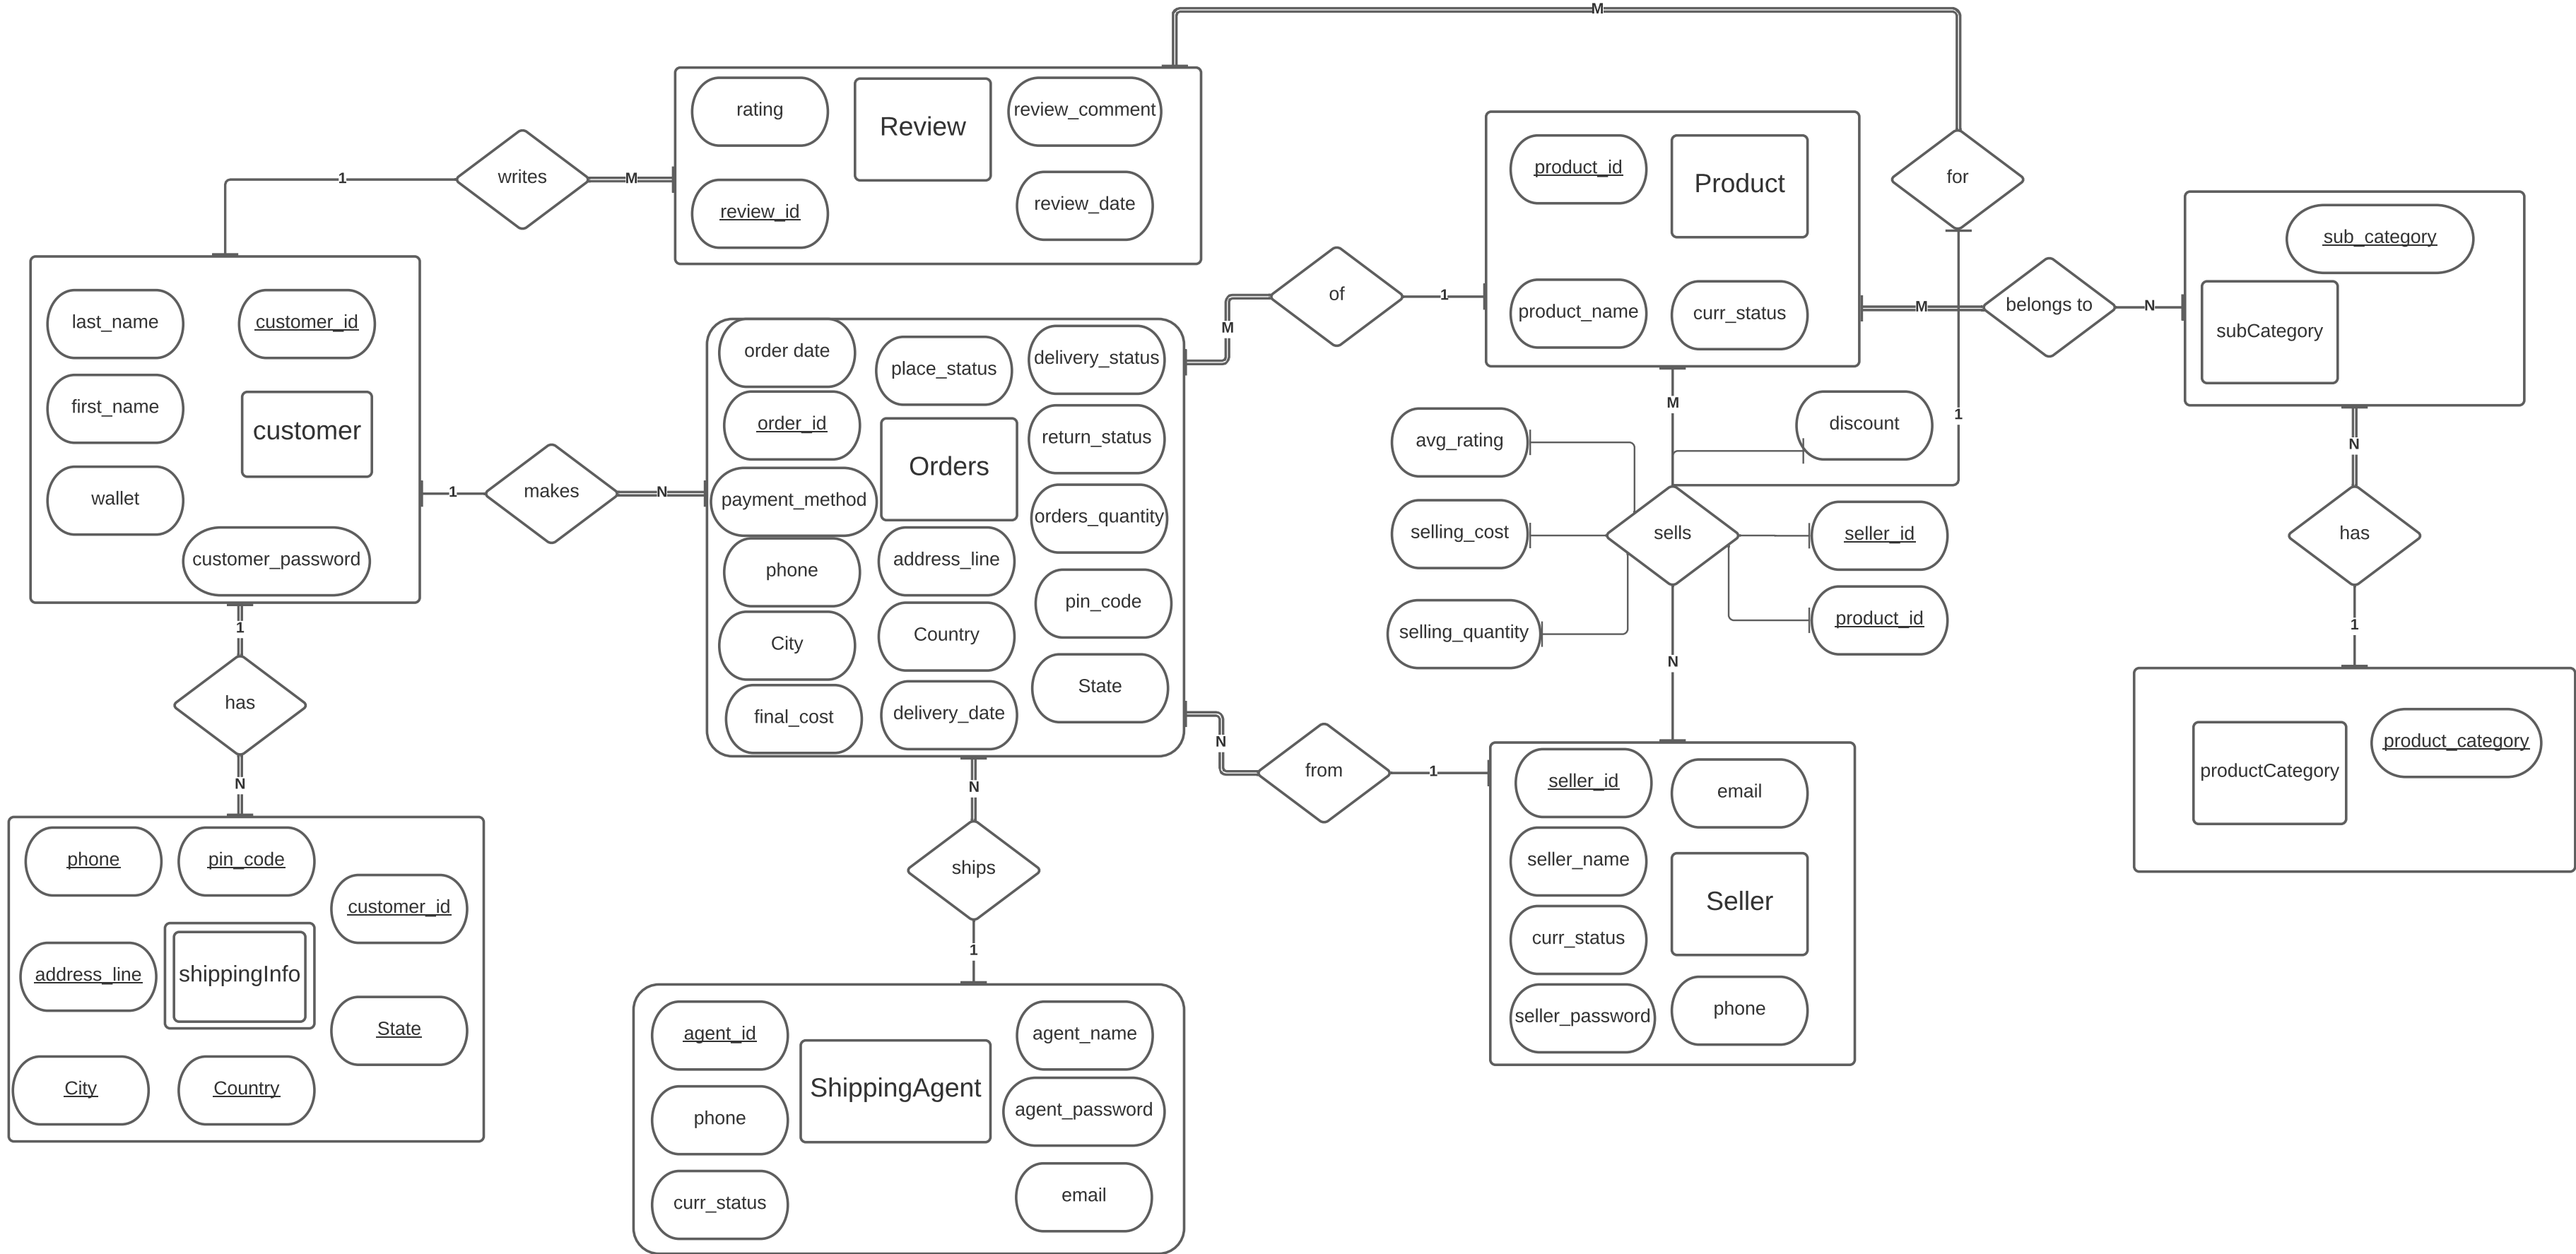 M
rating
Review
review_comment
review_id
review_date
1
writes
M
product_id
Product
product_name
curr_status
for
sub_category
subCategory
last_name
customer_id
first_name
customer
wallet
customer_password
1
makes
N
order date
place_status
delivery_status
order_id
return_status
Orders
payment_method
orders_quantity
phone
address_line
pin_code
City
Country
State
final_cost
delivery_date
M
of
1
M
belongs to
N
M
discount
1
avg_rating
selling_cost
sells
seller_id
selling_quantity
product_id
N
N
has
1
productCategory
product_category
1
has
N
phone
pin_code
customer_id
address_line
shippingInfo
State
City
Country
N
ships
1
N
from
1
seller_id
email
seller_name
Seller
curr_status
seller_password
phone
agent_id
agent_name
ShippingAgent
phone
agent_password
curr_status
email